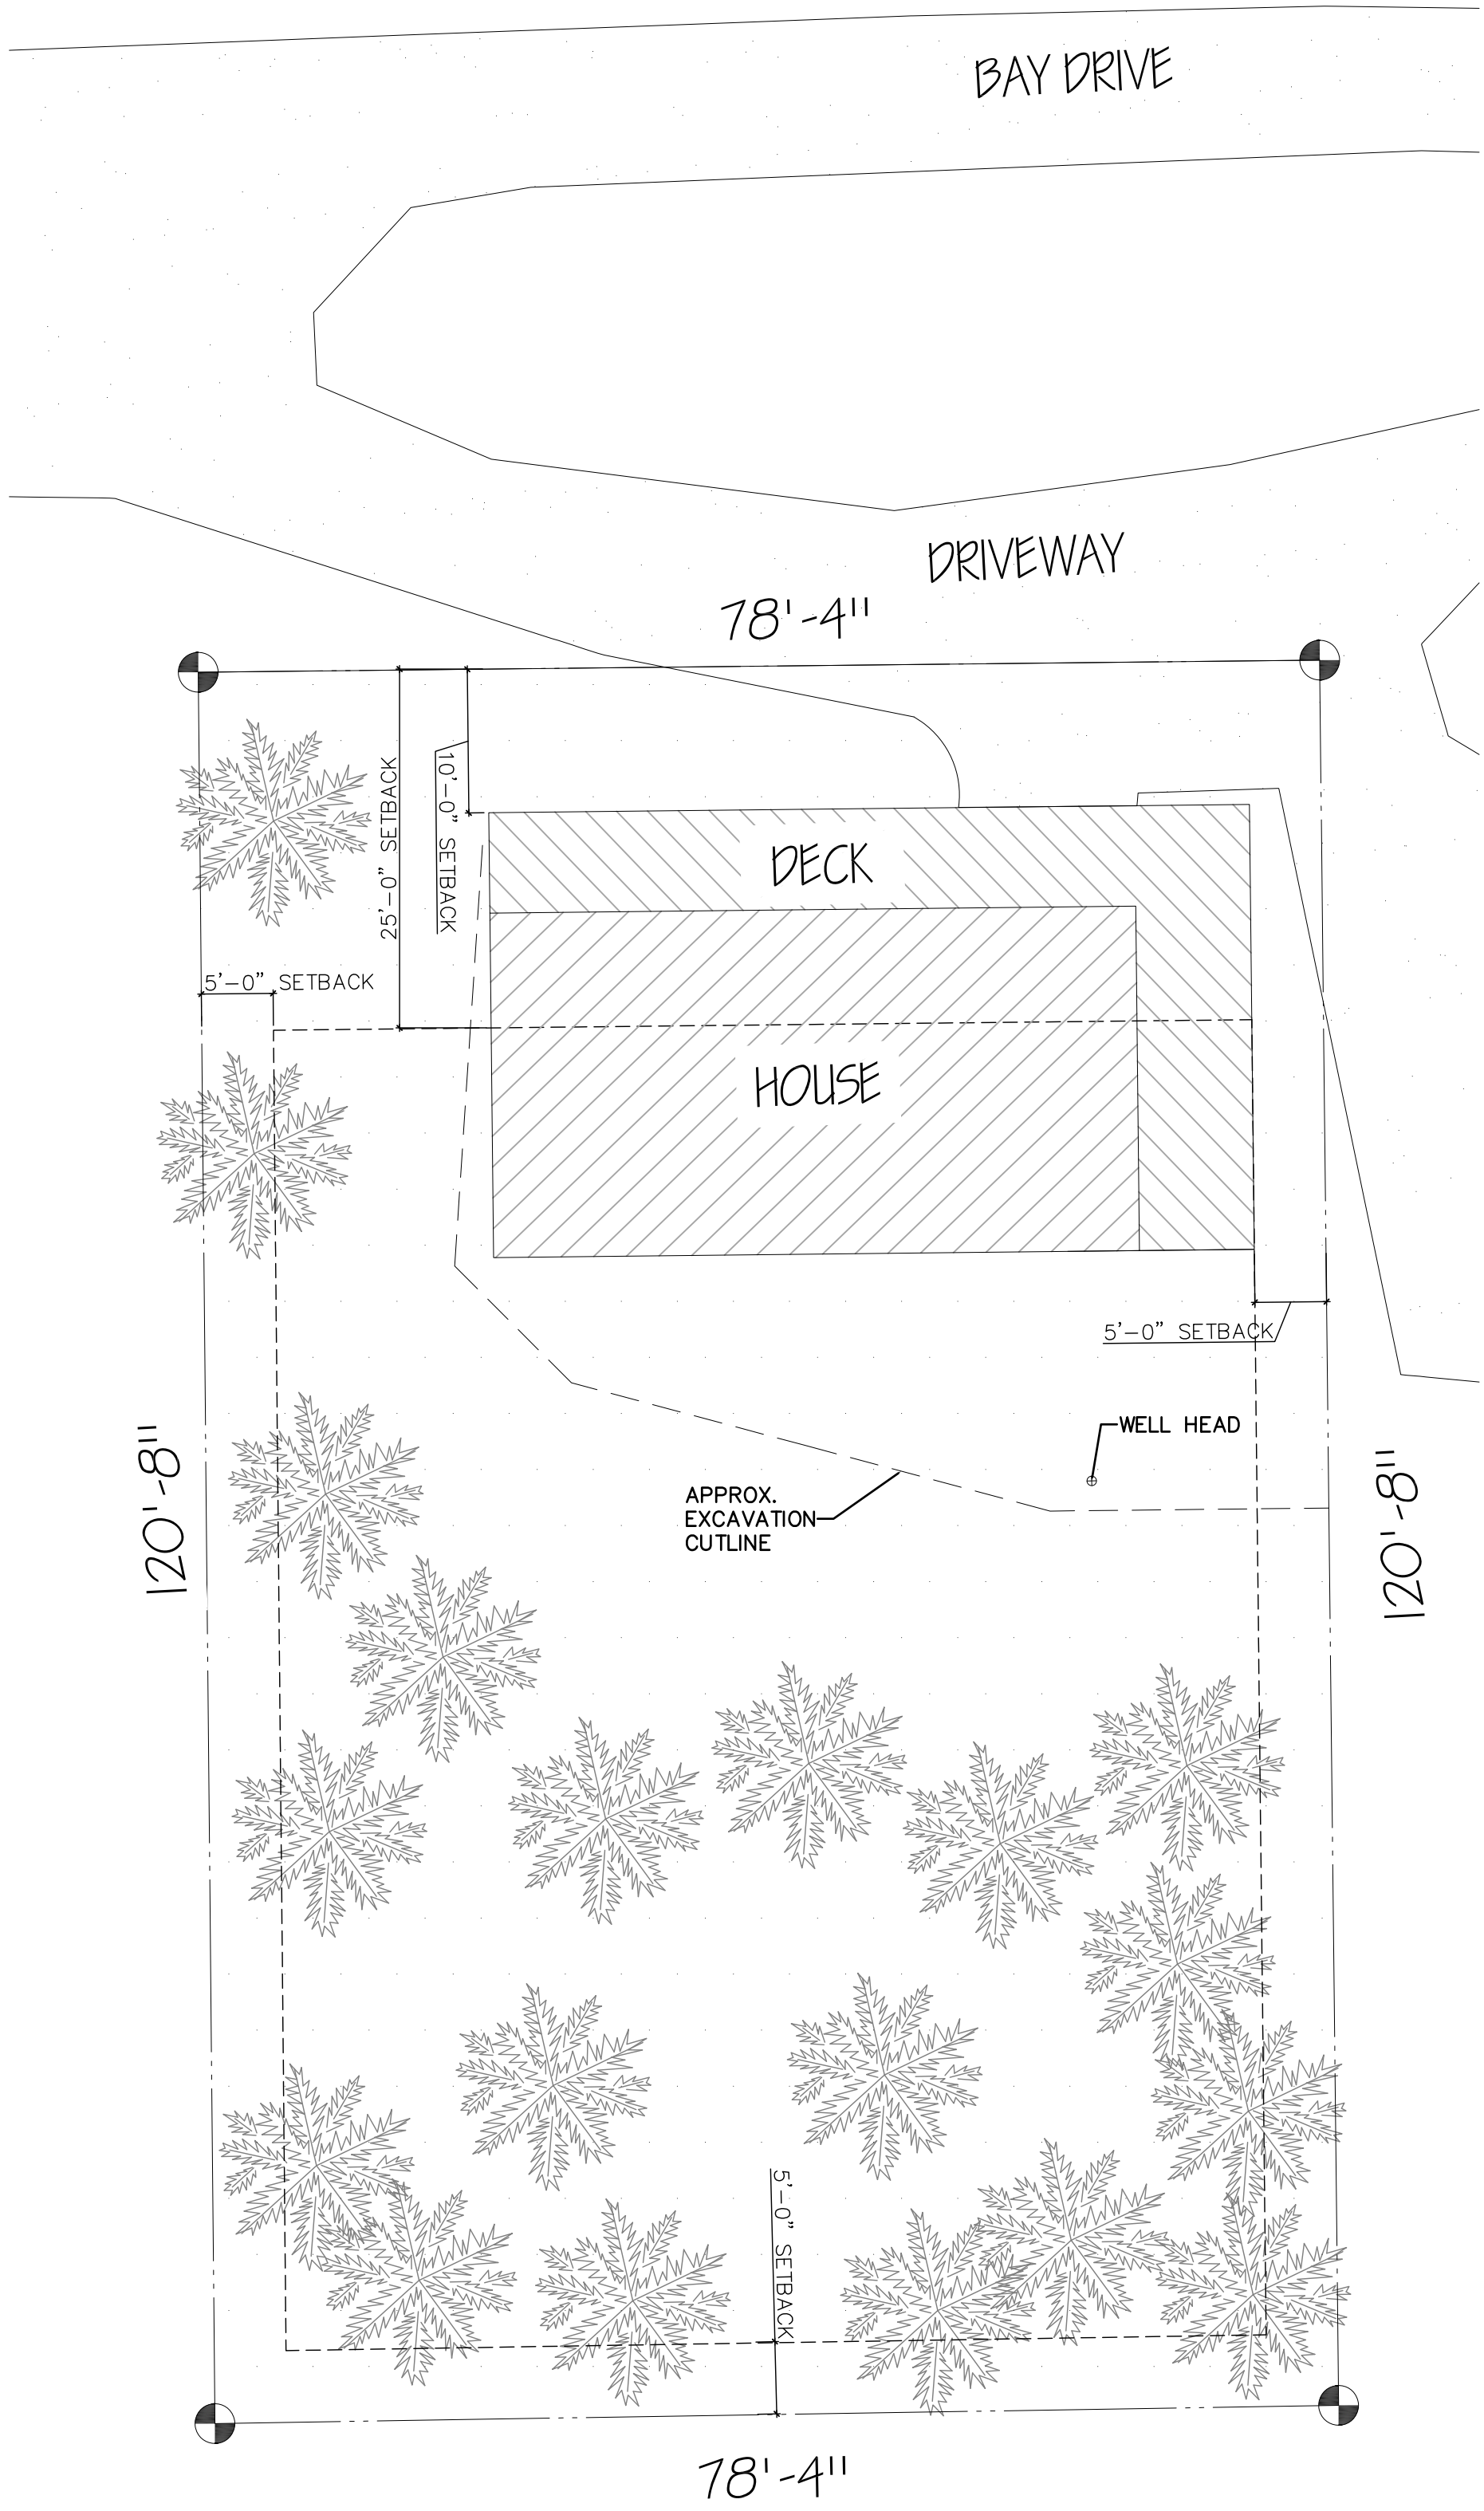 BAY DRIVE
DRIVEWAY
78'-4"
25'-0" SETBACK
10'-0" SETBACK
DECK
5'-0" SETBACK
HOUSE
5'-0" SETBACK
WELL HEAD
APPROX.
EXCAVATION
CUTLINE
120'-8"
120'-8"
5'-0" SETBACK
78'-4"